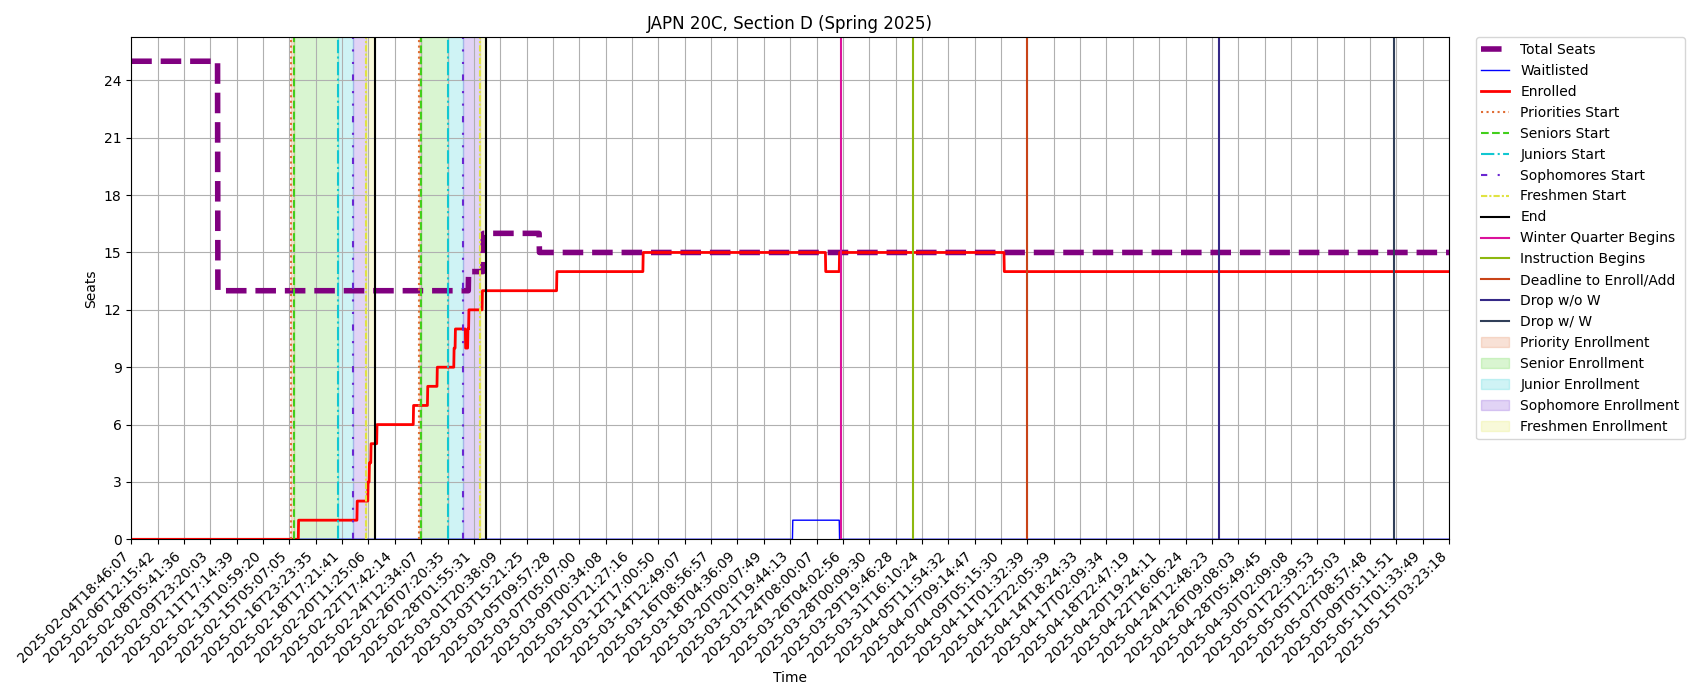 JAPN 20C, Section D (Spring 2025)
Seats
24
21
18
15
12
9
6
3
0
2025-02-04T18:46:07
2025-02-06T12:15:42
2025-02-08T05:41:36
2025-02-09T23:20:03
2025-02-11T17:14:39
2025-02-13T10:59:20
2025-02-15T05:07:05
2025-02-16T23:23:35
2025-02-18T17:21:41
2025-02-20T11:25:06
2025-02-22T17:42:14
2025-02-24T12:34:07
2025-02-26T07:20:35
2025-02-28T01:55:31
2025-03-01T20:38:09
2025-03-03T15:21:25
2025-03-05T09:57:28
2025-03-07T05:07:00
2025-03-09T00:34:08
2025-03-10T21:27:16
2025-03-12T17:00:50
2025-03-14T12:49:07
2025-03-16T08:56:57
2025-03-18T04:36:09
2025-03-20T00:07:49
2025-03-21T19:44:13
2025-03-24T08:00:07
2025-03-26T04:02:56
2025-03-28T00:09:30
2025-03-29T19:46:28
2025-03-31T16:10:24
2025-04-05T11:54:32
2025-04-07T09:14:47
2025-04-09T05:15:30
2025-04-11T01:32:39
2025-04-12T22:05:39
2025-04-14T18:24:33
2025-04-17T02:09:34
2025-04-18T22:47:19
2025-04-20T19:24:11
2025-04-22T16:06:24
2025-04-24T12:48:23
2025-04-26T09:08:03
2025-04-28T05:49:45
2025-04-30T02:09:08
2025-05-01T22:39:53
2025-05-05T12:25:03
2025-05-07T08:57:48
2025-05-09T05:11:51
2025-05-11T01:33:49
2025-05-15T03:23:18
Time
Total Seats
Waitlisted
Enrolled
Priorities Start
Seniors Start
Juniors Start
Sophomores Start
Freshmen Start
End
Winter Quarter Begins
Instruction Begins
Deadline to Enroll/Add
Drop w/o W
Drop w/ W
Priority Enrollment
Senior Enrollment
Junior Enrollment
Sophomore Enrollment
Freshmen Enrollment